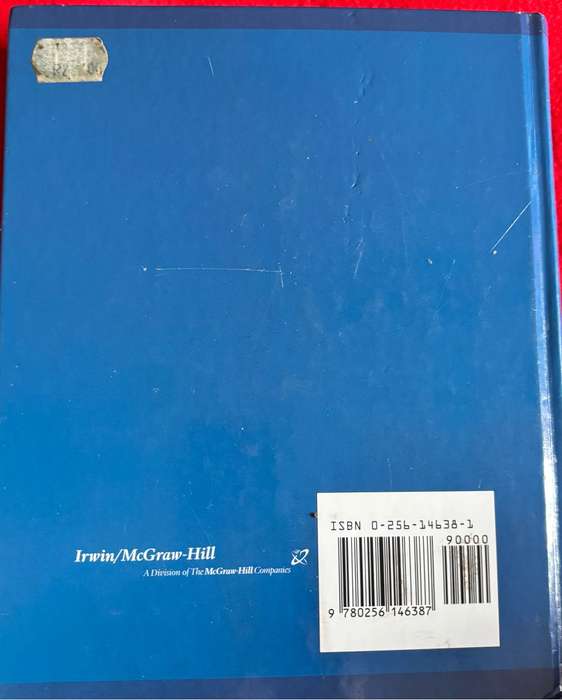 Irwin/McGraw-Hill
A Division of The McGraw-Hill Companies
ISBN 0-256-14638-1
90000
9 780256 146387